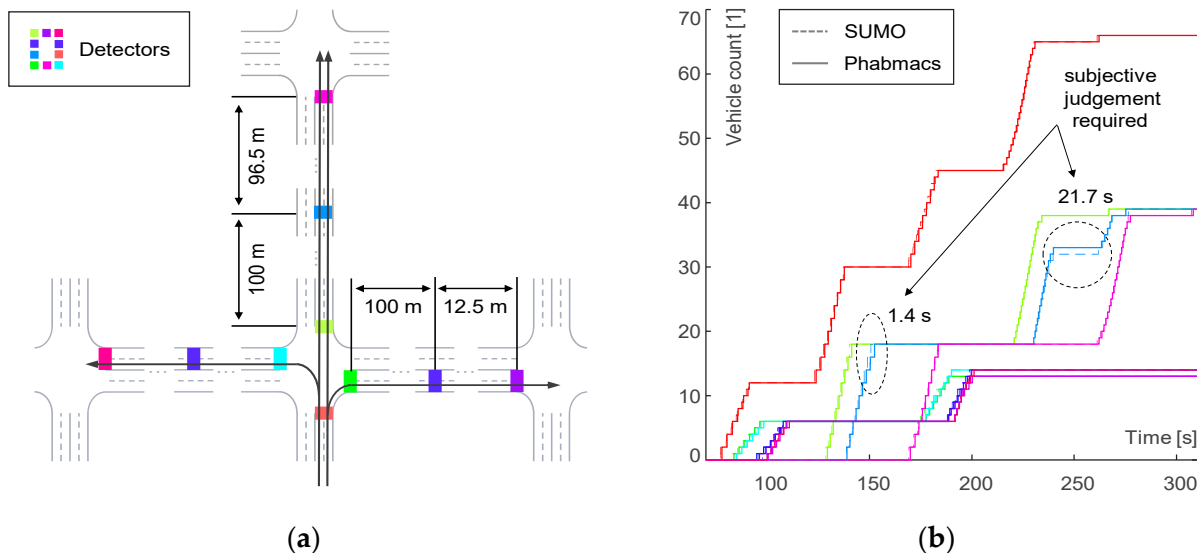 Detectors
96.5 m
100 m
100 m
12.5 m
(a)
Vehicle count [1]
70
60
50
40
30
20
10
0
100
150
200
250
300
Time [s]
SUMO
Phabmacs
subjective
judgement
required
21.7 s
1.4 s
(b)